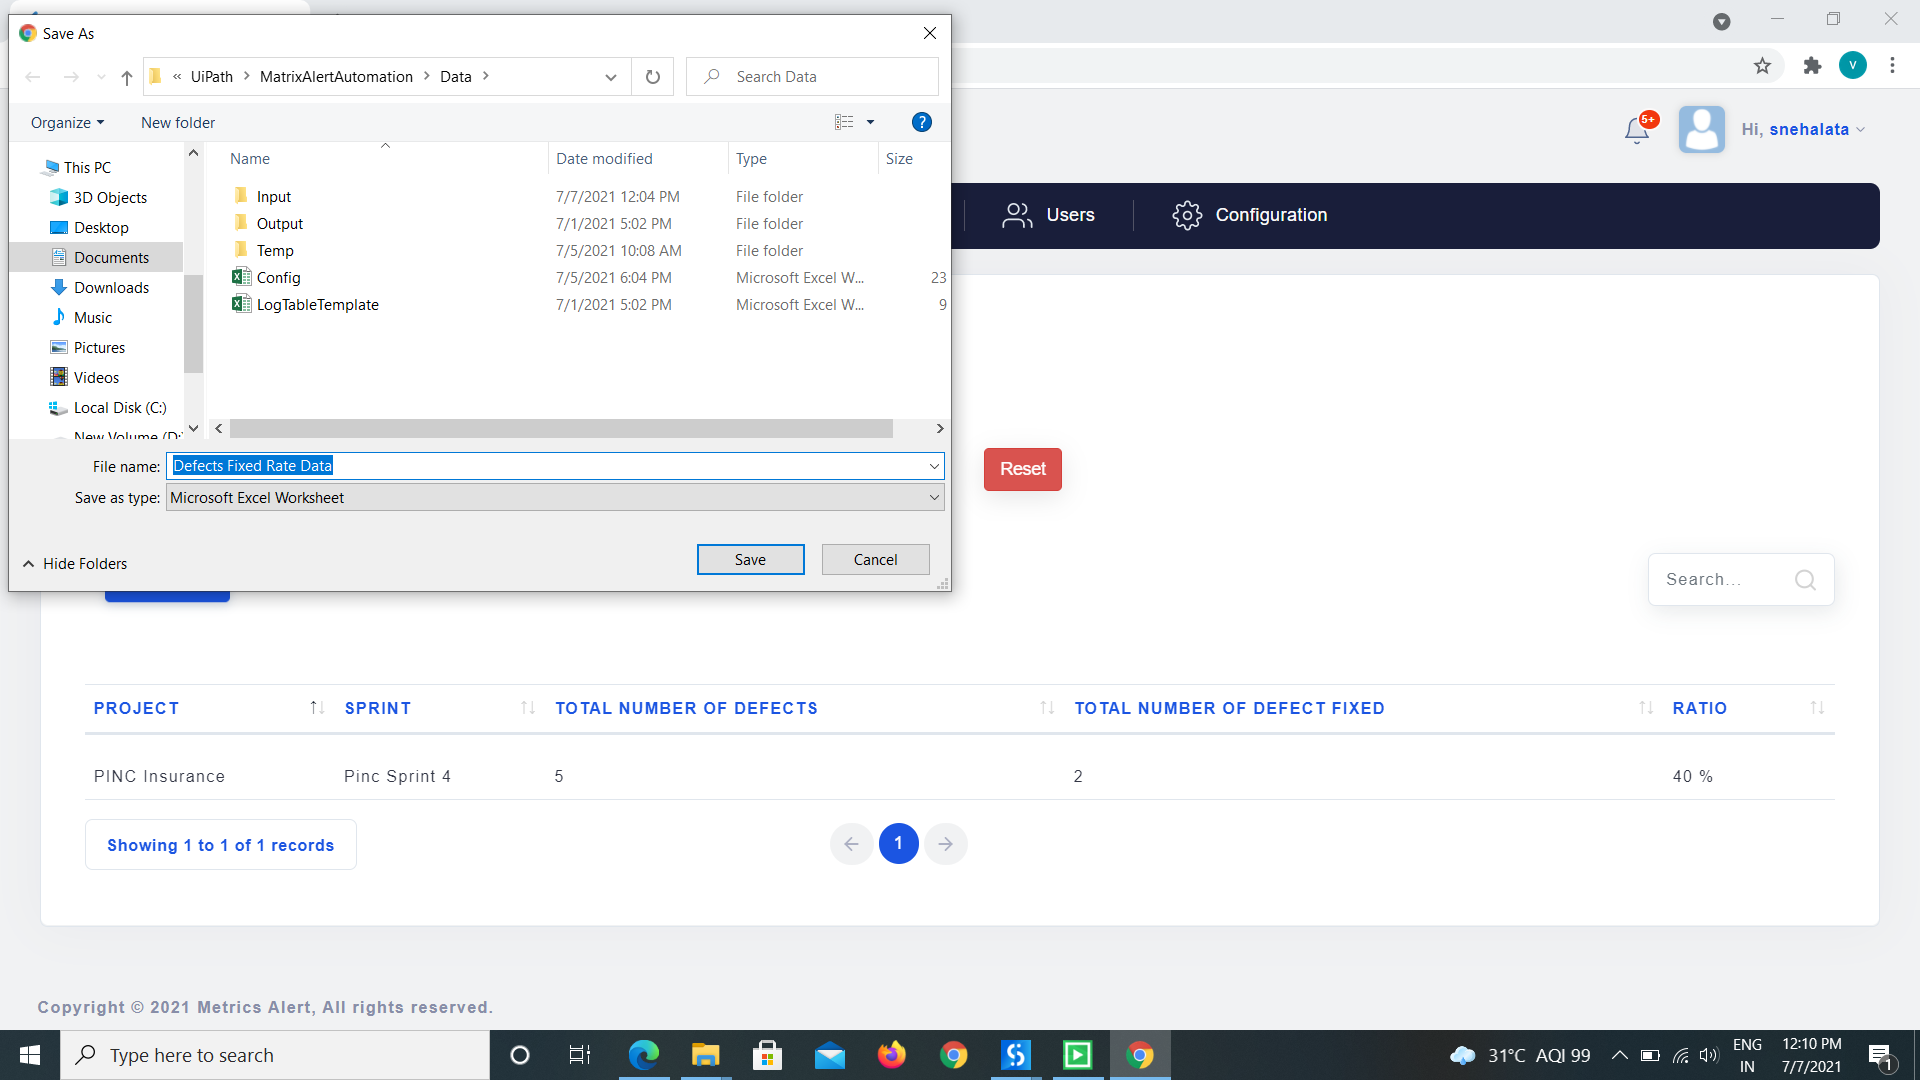 Save As
« UiPath > MatrixAlertAutomation > Data >
Search Data
V
Organize
New folder
?
5+
Hi, snehalata
This PC
3D Objects
Desktop
Documents
Downloads
Music
Pictures
Videos
Local Disk (C:)
New Volume (D:
Name Date modified Type Size
Input 7/7/2021 12:04 PM File folder
Output 7/1/2021 5:02 PM File folder
Temp 7/5/2021 10:08 AM File folder
Config 7/5/2021 6:04 PM Microsoft Excel W... 23
LogTableTemplate 7/1/2021 5:02 PM Microsoft Excel W... 9
Users
Configuration
File name: Defects Fixed Rate Data
Save as type: Microsoft Excel Worksheet
Reset
Hide Folders
Save
Cancel
Search...
PROJECT SPRINT TOTAL NUMBER OF DEFECTS TOTAL NUMBER OF DEFECT FIXED RATIO
PINC Insurance Pinc Sprint 4 5 2 40 %
Showing 1 to 1 of 1 records
1
Copyright © 2021 Metrics Alert, All rights reserved.
Type here to search
31°C AQI 99
ENG
IN
12:10 PM
7/7/2021
1